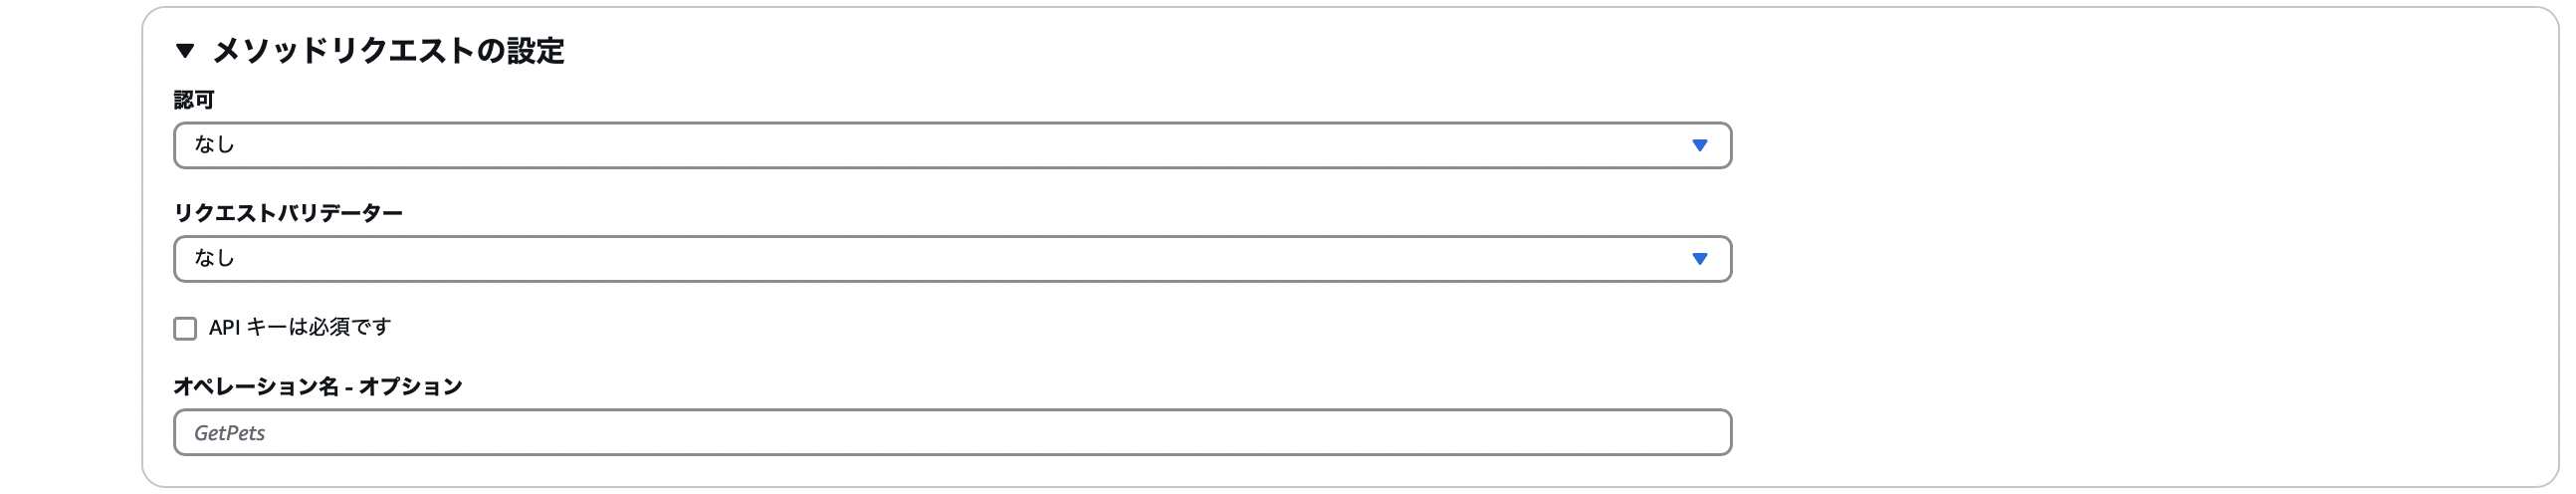 メソッドリクエストの設定
認可
なし
リクエストバリデーター
なし
API キーは必須です
オペレーション名 - オプション
GetPets